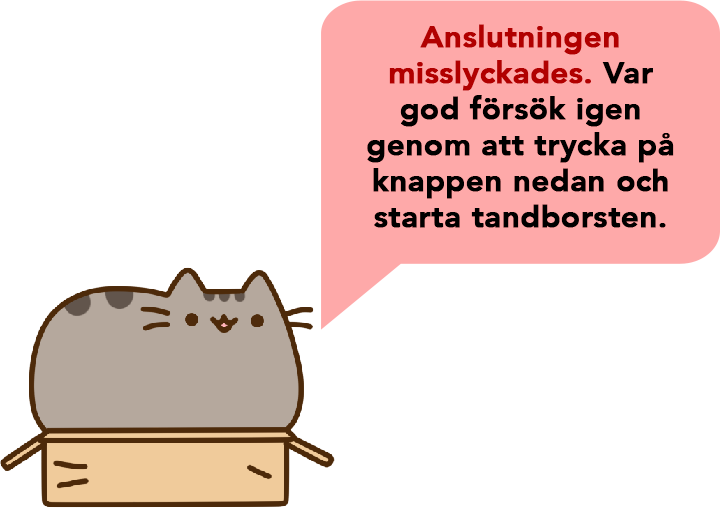 Anslutningen
misslyckades. Var
god försök igen
genom att trycka på
knappen nedan och
starta tandborsten.